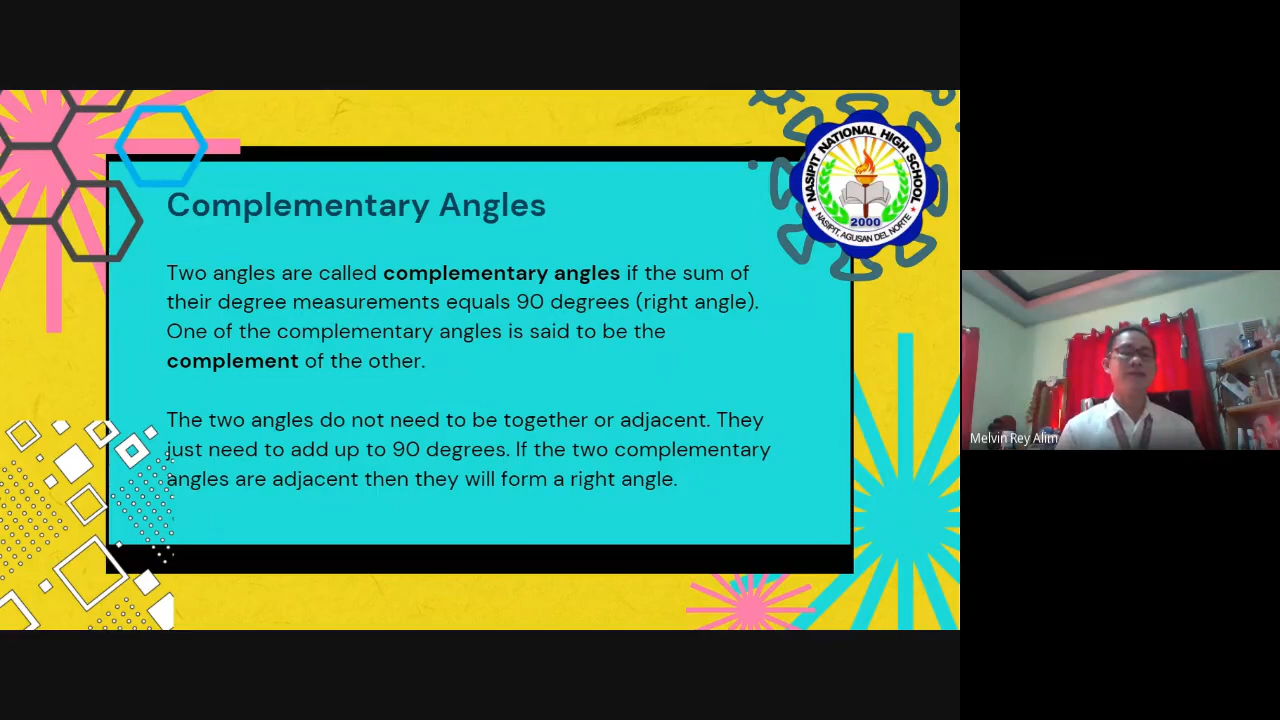 NASIPIT NATIONAL HIGH SCHOOL
2000
NASIPIT, AGUSAN DEL NORTE
Complementary Angles
Two angles are called complementary angles if the sum of
their degree measurements equals 90 degrees (right angle).
One of the complementary angles is said to be the
complement of the other.
The two angles do not need to be together or adjacent. They
just need to add up to 90 degrees. If the two complementary
angles are adjacent then they will form a right angle.
Melvin Rey Alim